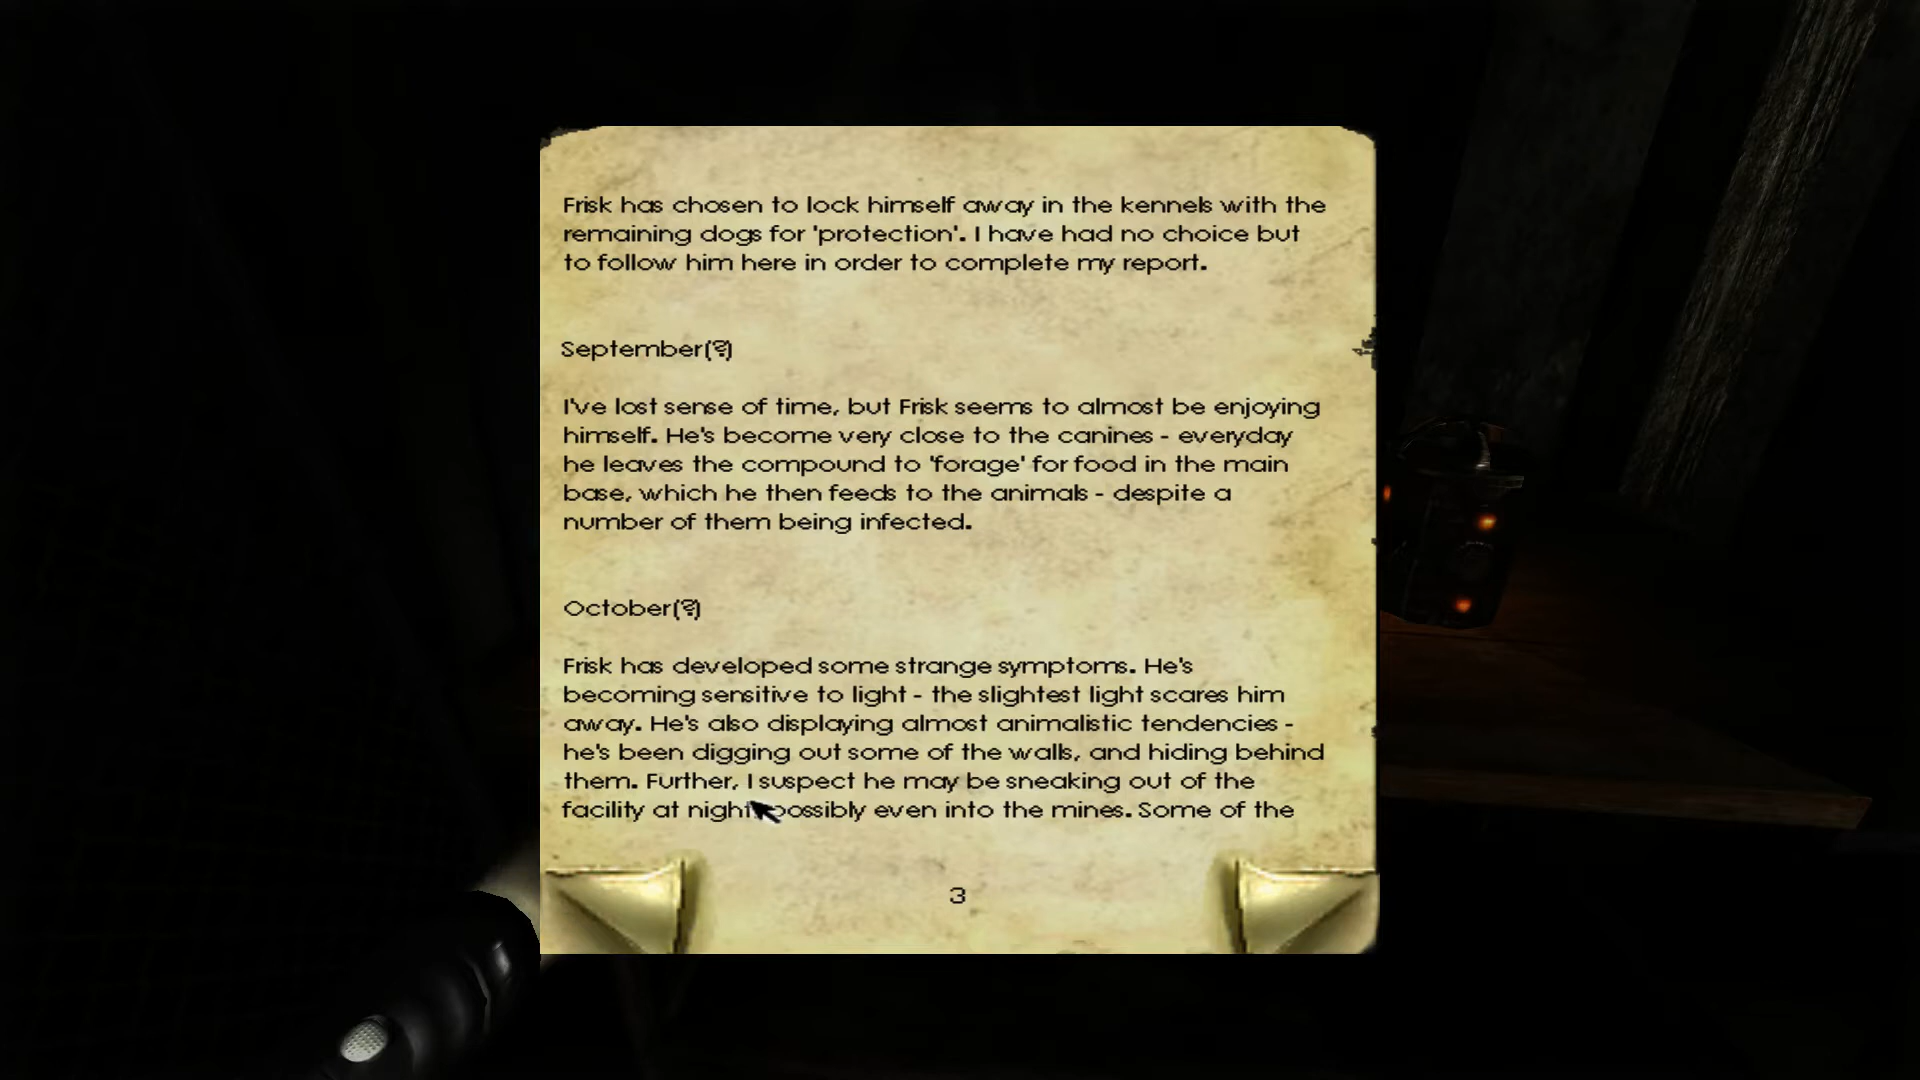 Frisk has chosen to lock himself away in the kennels with the
remaining dogs for 'protection'. I have had no choice but
to follow him here in order to complete my report.
September(?)
I've lost sense of time, but Frisk seems to almost be enjoying
himself. He's become very close to the canines - everyday
he leaves the compound to 'forage' for food in the main
base, which he then feeds to the animals - despite a
number of them being infected.
October(?)
Frisk has developed some strange symptoms. He's
becoming sensitive to light - the slightest light scares him
away. He's also displaying almost animalistic tendencies -
he's been digging out some of the walls, and hiding behind
them. Further, I suspect he may be sneaking out of the
facility at night possibly even into the mines. Some of the
3